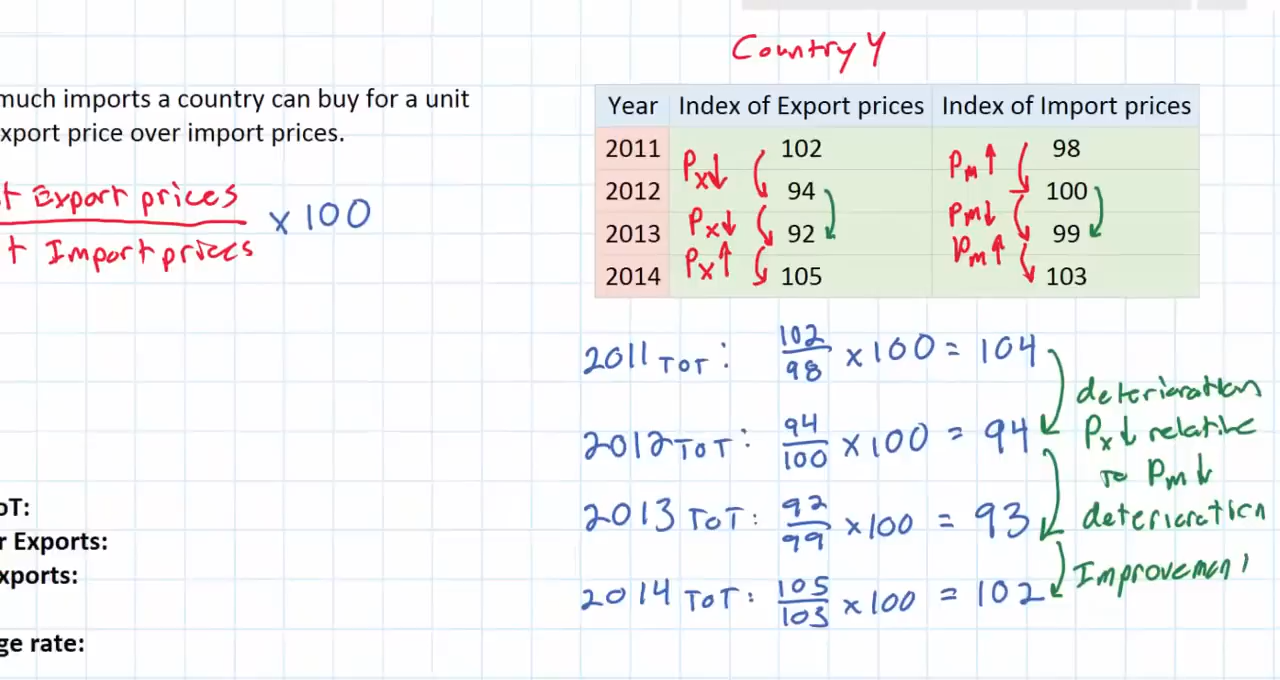 Country Y
much imports a country can buy for a unit
xport price over import prices.
t Export prices
t Import prices
x 100
Year Index of Export prices Index of Import prices
2011 Px↓ 102 Pm↑ 98
2012 94 100
2013 Px↓ 92 Pm↓ 99
2014 Px↑ 105 Pm↑ 103
2011 TOT : 102/98 x 100 = 104
deterioration
2012 TOT : 94/100 x 100 = 94
Px↓ relative
to Pm↓
2013 TOT : 92/99 x 100 = 93
deterioration
Improvement
2014 TOT : 105/103 x 100 = 102
oT:
r Exports:
xports:
ge rate: